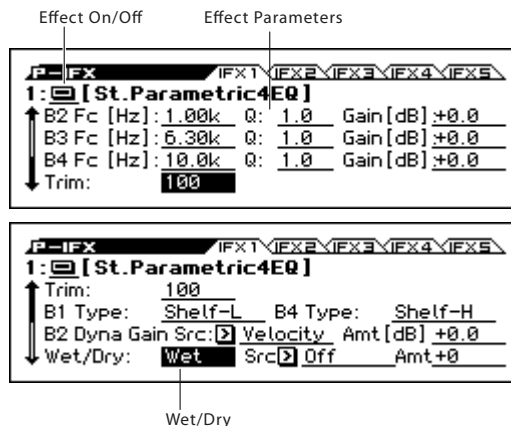 Effect On/Off Effect Parameters
P-IFX IFX1 IFX2 IFX3 IFX4 IFX5
1: [St.Parametric4EQ]
B2 Fc [Hz]: 1.00k Q: 1.0 Gain[dB]:+0.0
B3 Fc [Hz]: 6.30k Q: 1.0 Gain[dB]:+0.0
B4 Fc [Hz]: 10.0k Q: 1.0 Gain[dB]:+0.0
Trim: 100
P-IFX IFX1 IFX2 IFX3 IFX4 IFX5
1: [St.Parametric4EQ]
Trim: 100
B1 Type: Shelf-L B4 Type: Shelf-H
B2 Dyna Gain Src: Velocity Amt[dB] +0.0
Wet/Dry: Wet Src Off Amt+0
Wet/Dry